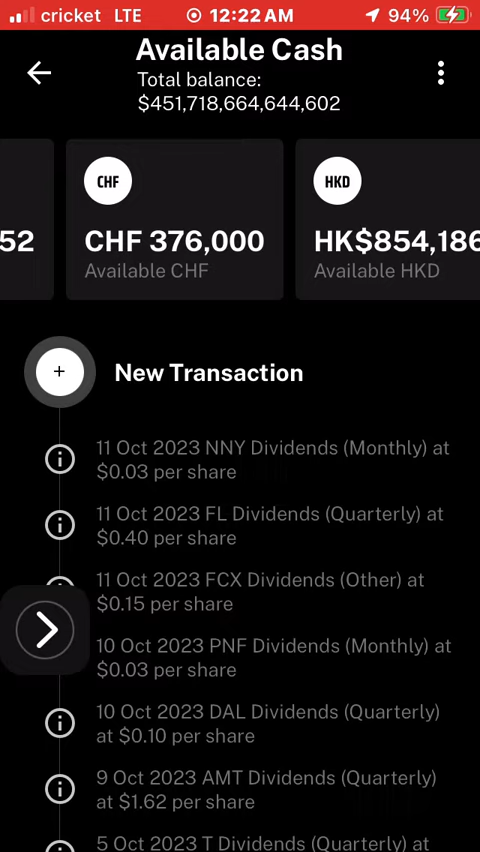 cricket LTE 12:22 AM 94%
Available Cash
Total balance:
$451,718,664,644,602
CHF
HKD
52
CHF 376,000
HK$854,186
Available CHF
Available HKD
+
New Transaction
11 Oct 2023 NNY Dividends (Monthly) at
$0.03 per share
11 Oct 2023 FL Dividends (Quarterly) at
$0.40 per share
11 Oct 2023 FCX Dividends (Other) at
$0.15 per share
10 Oct 2023 PNF Dividends (Monthly) at
$0.03 per share
10 Oct 2023 DAL Dividends (Quarterly)
at $0.10 per share
9 Oct 2023 AMT Dividends (Quarterly)
at $1.62 per share
5 Oct 2023 T Dividends (Quarterly) at